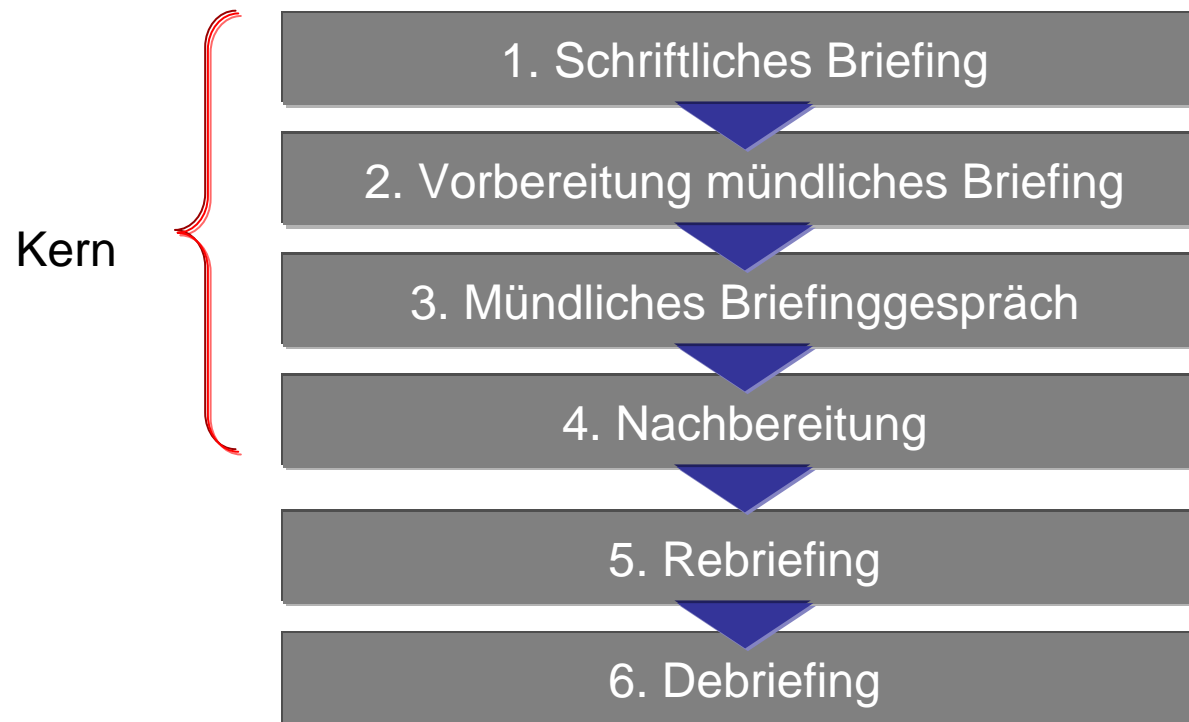 1. Schriftliches Briefing
2. Vorbereitung mündliches Briefing
Kern
3. Mündliches Briefinggespräch
4. Nachbereitung
5. Rebriefing
6. Debriefing